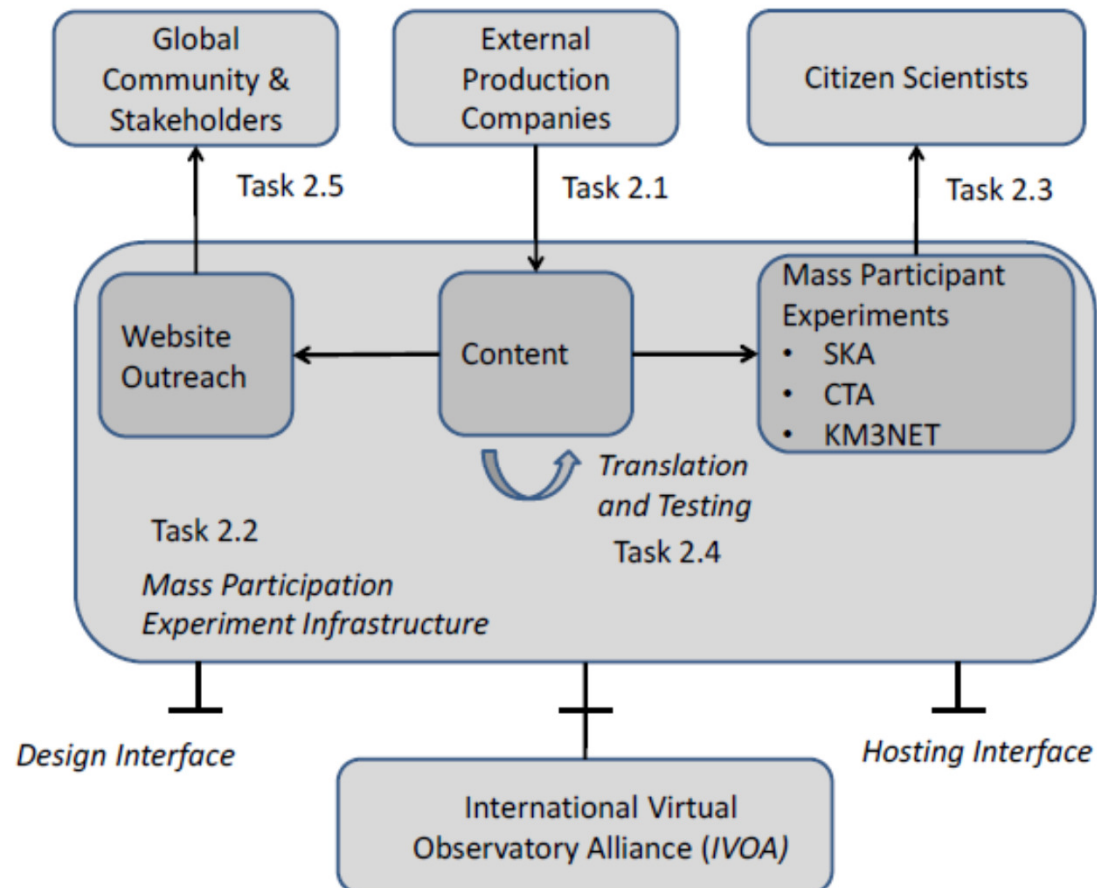 Global
Community &
Stakeholders
External
Production
Companies
Citizen Scientists
Task 2.5
Task 2.1
Task 2.3
Website
Outreach
Content
Mass Participant
Experiments
• SKA
• CTA
• KM3NET
Translation
and Testing
Task 2.4
Task 2.2
Mass Participation
Experiment Infrastructure
Design Interface
Hosting Interface
International Virtual
Observatory Alliance (IVOA)